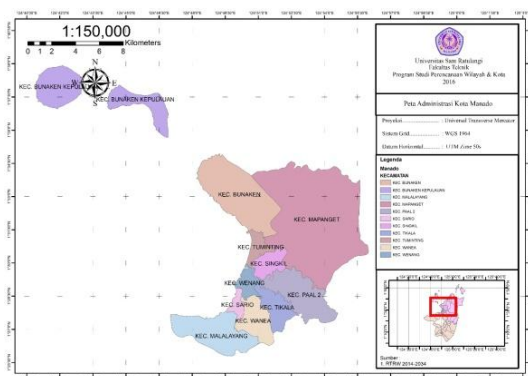 1:150,000
0 1 2 4 6 8 Kilometers
N
W E
S
KEC. BUNAKEN KEPULAUAN
KEC. BUNAKEN KEPULAUAN
KEC. BUNAKEN
KEC. MAPANGET
KEC. TUMINTING
KEC. SINGKIL
KEC. WENANG
KEC. PAAL 2
KEC. SARIO
KEC. TIKALA
KEC. WANEA
KEC. MALALAYANG
Universitas Sam Ratulangi
Fakultas Teknik
Program Studi Perencanaan Wilayah & Kota
2016
Peta Administrasi Kota Manado
Proyeksi : Universal Transverse Mercator
Sistem Grid : WGS 1984
Datum Horisontal : UTM Zone 50s
Legenda
Manado
KECAMATAN
KEC. BUNAKEN
KEC. BUNAKEN KEPULAUAN
KEC. MALALAYANG
KEC. MAPANGET
KEC. PAAL 2
KEC. SARIO
KEC. SINGKIL
KEC. TIKALA
KEC. TUMINTING
KEC. WANEA
KEC. WENANG
Sumber
1. RTRW 2014-2034